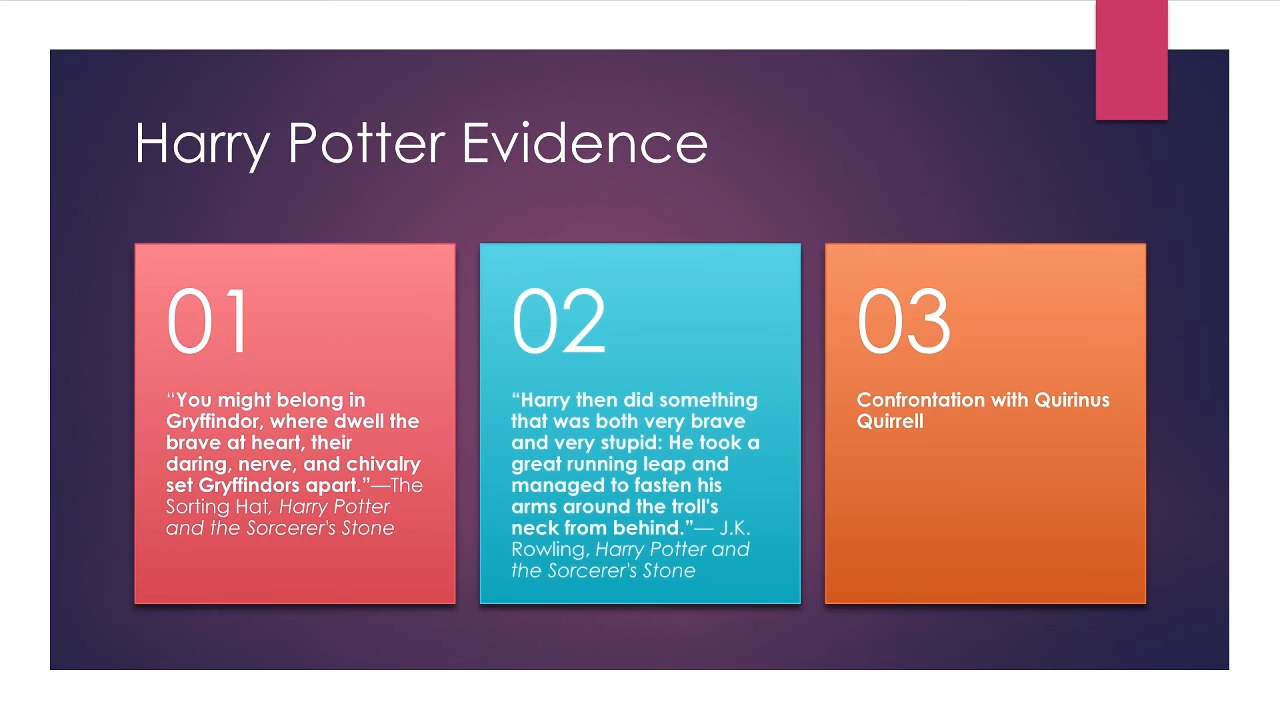 Harry Potter Evidence
01
“You might belong in
Gryffindor, where dwell the
brave at heart, their
daring, nerve, and chivalry
set Gryffindors apart.”—The
Sorting Hat, Harry Potter
and the Sorcerer's Stone
02
“Harry then did something
that was both very brave
and very stupid: He took a
great running leap and
managed to fasten his
arms around the troll's
neck from behind.”— J.K.
Rowling, Harry Potter and
the Sorcerer's Stone
03
Confrontation with Quirinus
Quirrell